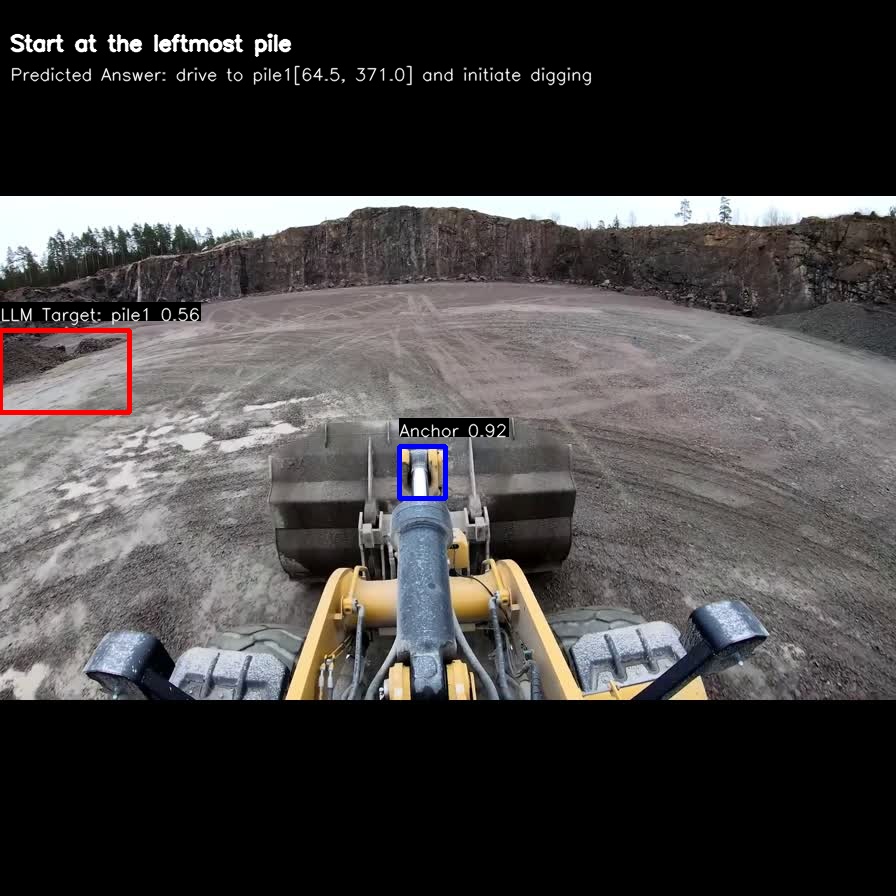 Start at the leftmost pile
Predicted Answer: drive to pile1[64.5, 371.0] and initiate digging
LLM Target: pile1 0.56
Anchor 0.92